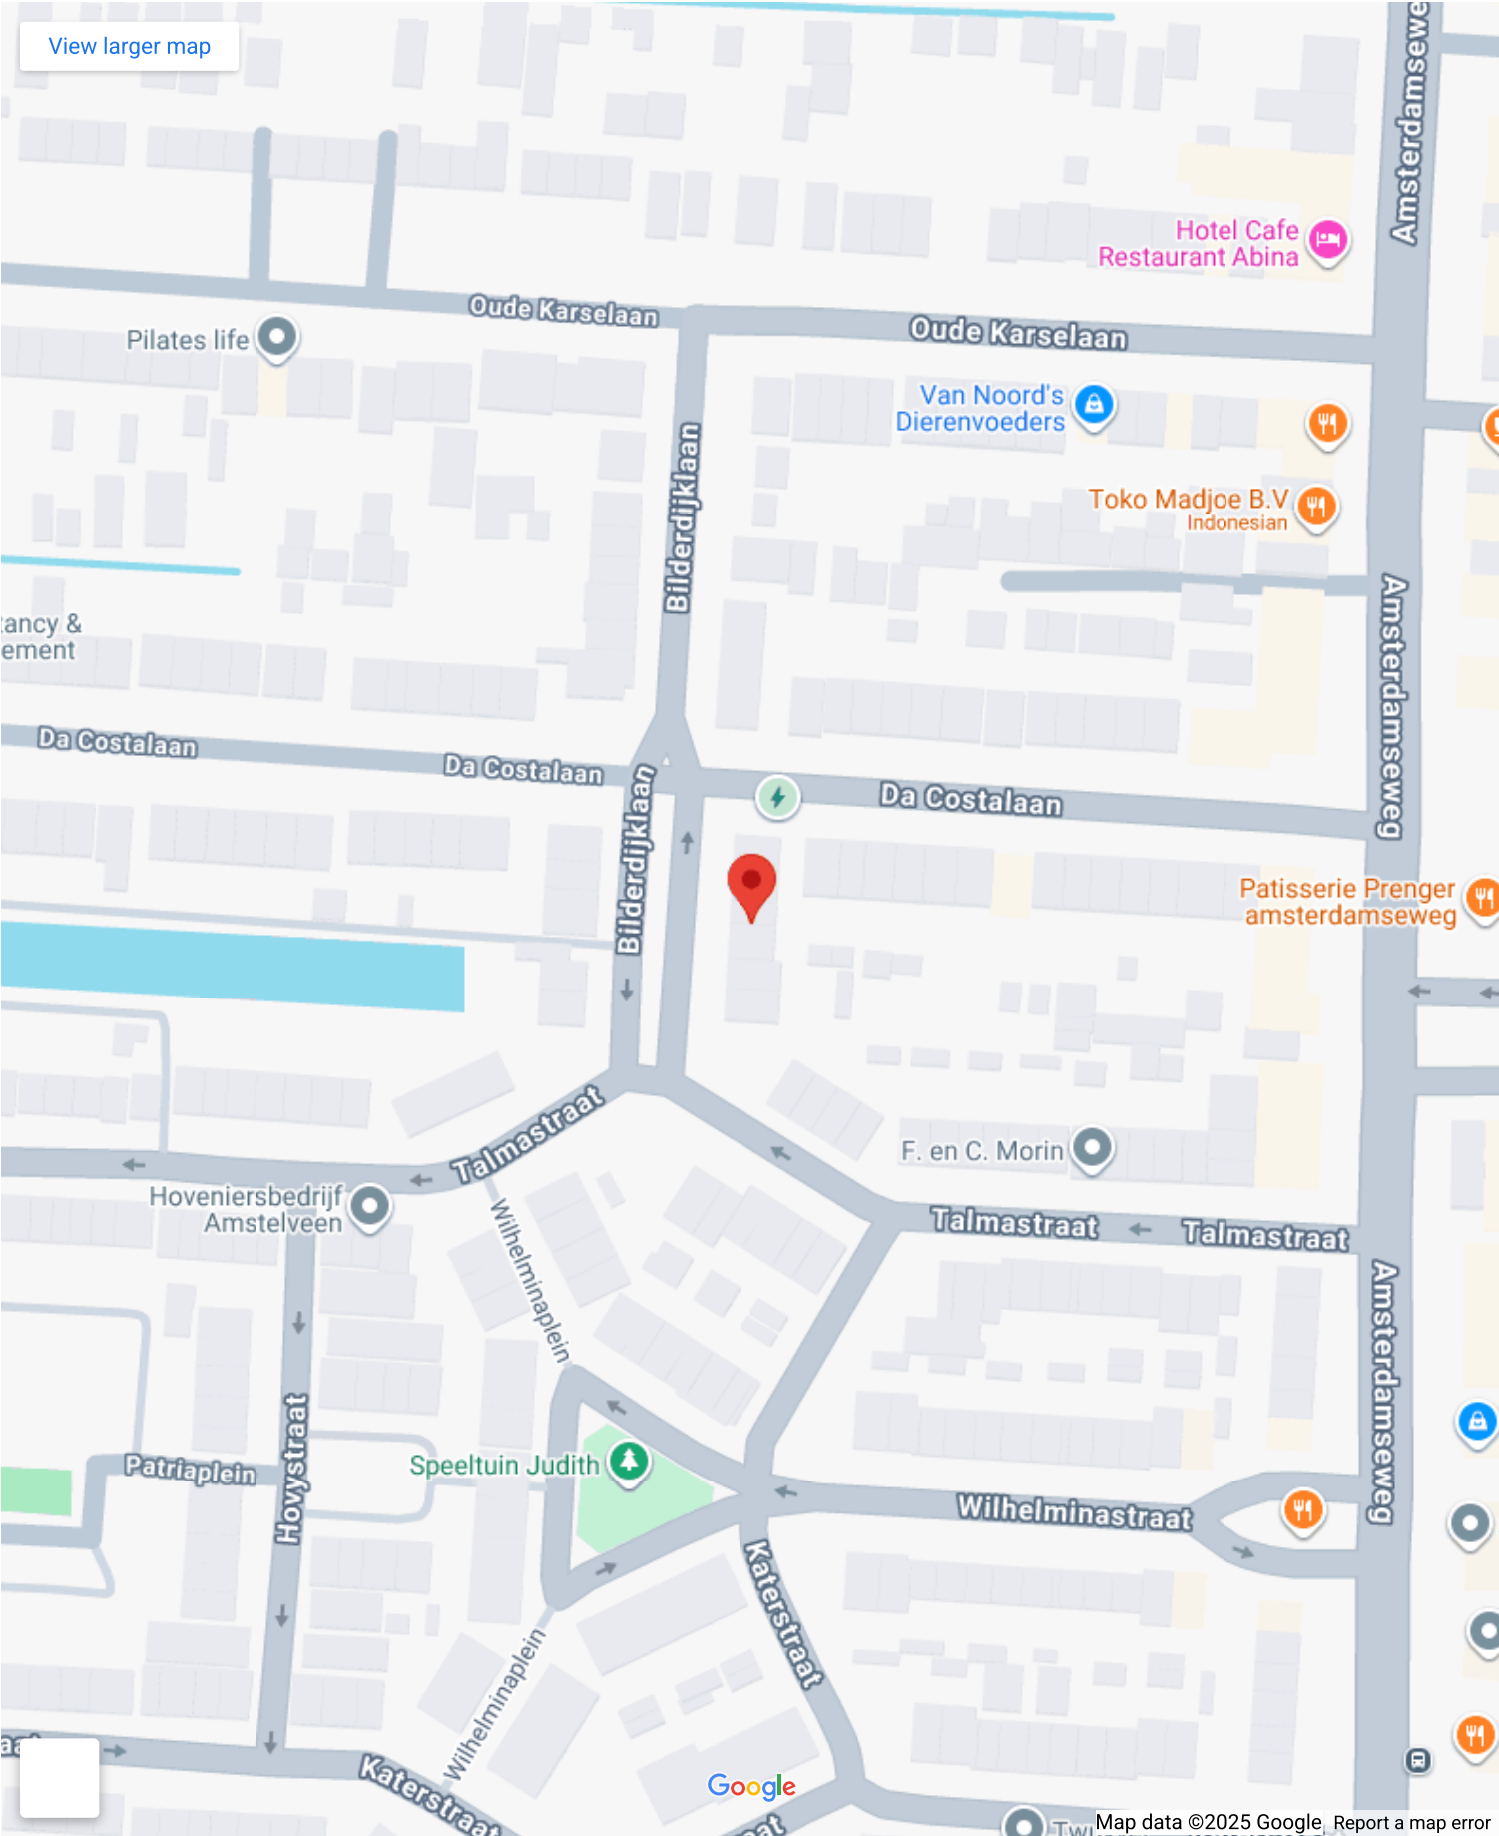 View larger map
Amsterdamsewe
Hotel Cafe
Restaurant Abina
Oude Karselaan
Oude Karselaan
Pilates life
Van Noord's
Dierenvoeders
Bilderdijklaan
Toko Madjoe B.V
Indonesian
Amsterdamseweg
tancy &
ement
Da Costalaan
Da Costalaan
Da Costalaan
Bilderdijklaan
Patisserie Prenger
amsterdamseweg
Talmastraat
F. en C. Morin
Hoveniersbedrijf
Amstelveen
Wilhelminaplein
Talmastraat
Talmastraat
Amsterdamseweg
Hovystraat
Patriaplein
Speeltuin Judith
Wilhelminastraat
Katerstraat
Wilhelminaplein
Katerstraat
Google
aat
Map data ©2025 Google
Report a map error